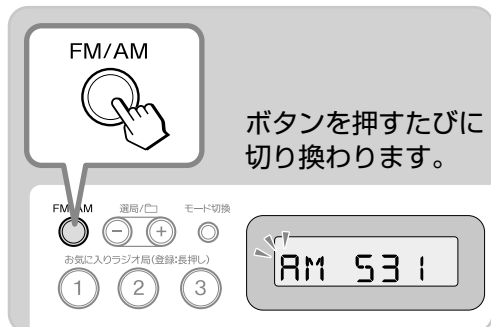 FM/AM
ボタンを押すたびに
切り換わります。
FM/AM
選局/
モード切換
− +
お気に入りラジオ局(登録:長押し)
1 2 3
AM 531